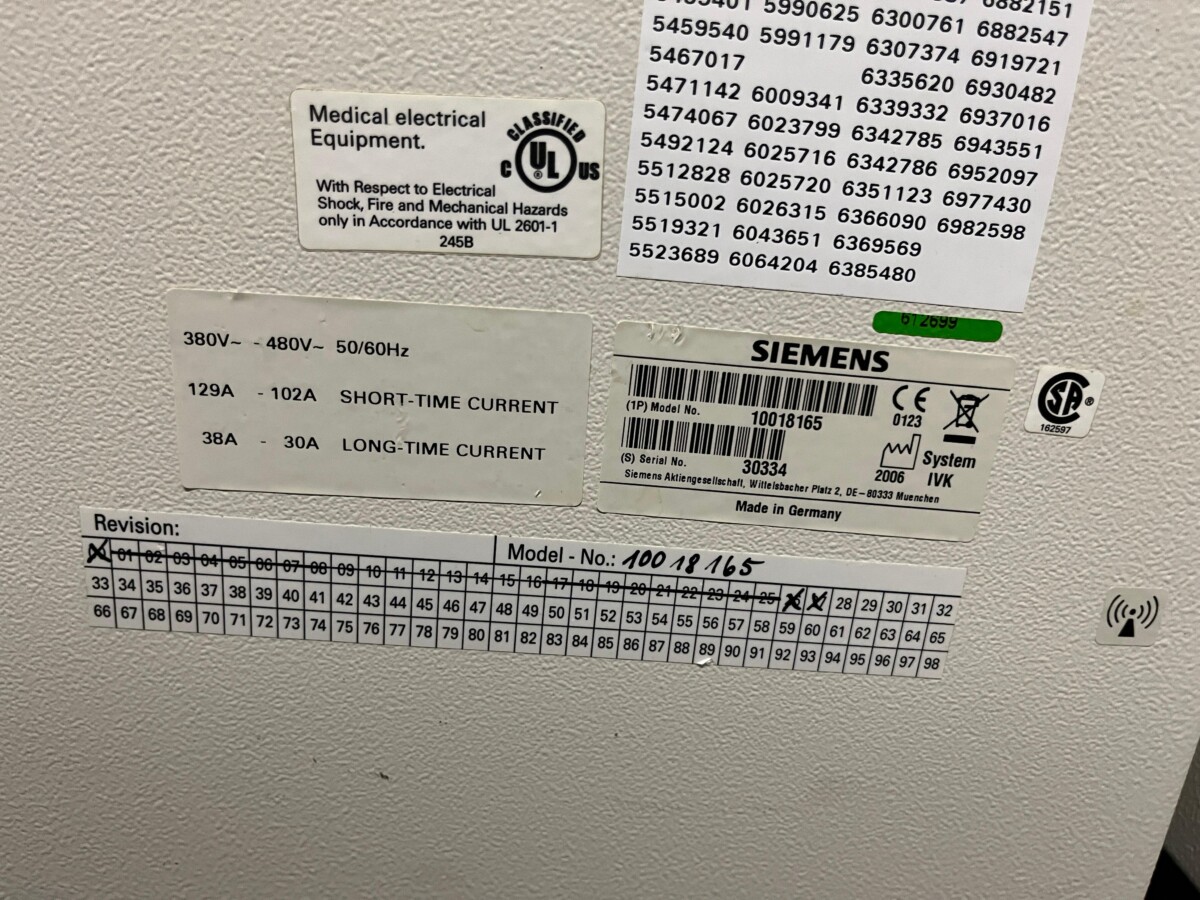 6882151
5990625 6300761 6882547
5459540 5991179 6307374 6919721
5467017 6335620 6930482
5471142 6009341 6339332 6937016
5474067 6023799 6342785 6943551
5492124 6025716 6342786 6952097
5512828 6025720 6351123 6977430
5515002 6026315 6366090 6982598
5519321 6043651 6369569
5523689 6064204 6385480
Medical electrical
Equipment.
CLASSIFIED
C UL ® US
With Respect to Electrical
Shock, Fire and Mechanical Hazards
only in Accordance with UL 2601-1
245B
612699
380V~ - 480V~ 50/60Hz
129A - 102A SHORT-TIME CURRENT
38A - 30A LONG-TIME CURRENT
SIEMENS
(1P) Model No. 10018165
CE 0123
(S) Serial No. 30334
2006
System
IVK
Siemens Aktiengesellschaft, Wittelsbacher Platz 2, DE-80333 Muenchen
Made in Germany
SA ®
162597
Revision:
Model - No.: 10018165
01 02 03 04 05 06 07 08 09 10 11 12 13 14 15 16 17 18 19 20 21 22 23 24 25 28 29 30 31 32
33 34 35 36 37 38 39 40 41 42 43 44 45 46 47 48 49 50 51 52 53 54 55 56 57 58 59 60 61 62 63 64 65
66 67 68 69 70 71 72 73 74 75 76 77 78 79 80 81 82 83 84 85 86 87 88 89 90 91 92 93 94 95 96 97 98